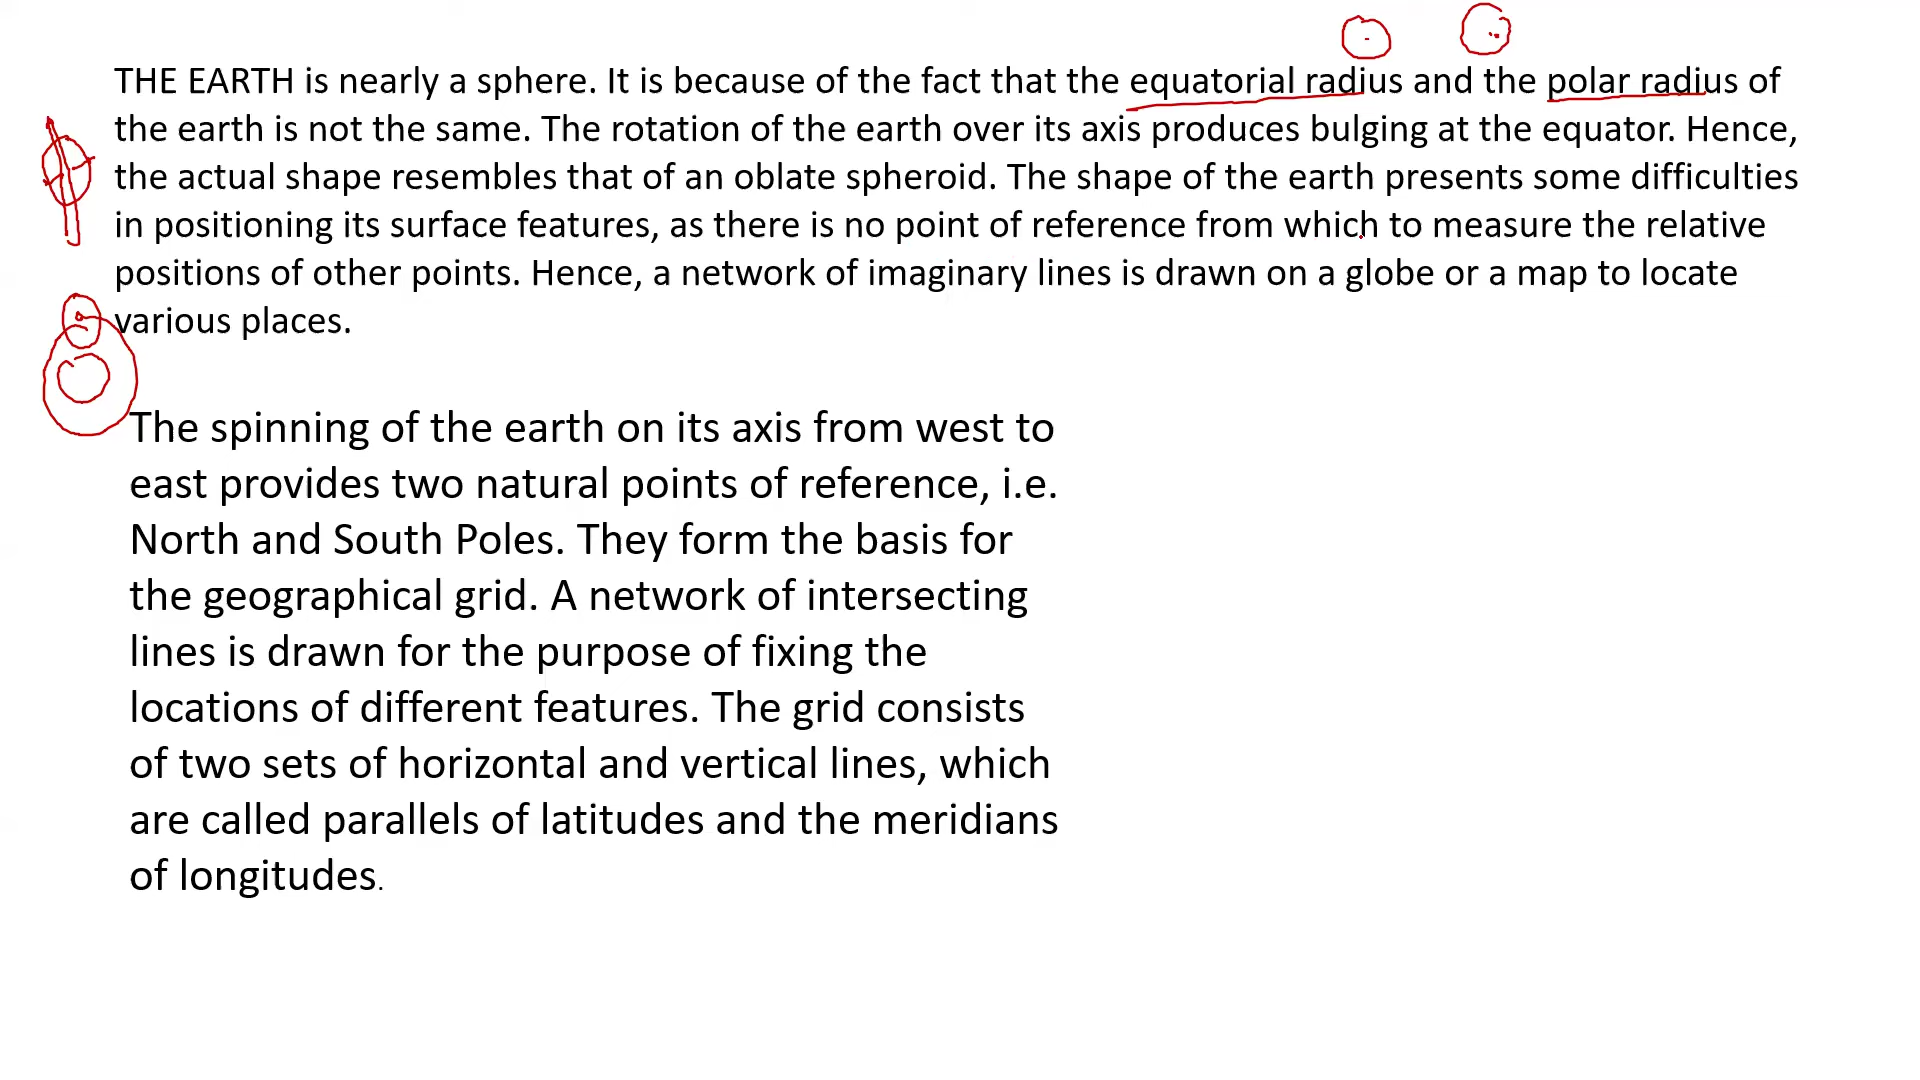 THE EARTH is nearly a sphere. It is because of the fact that the equatorial radius and the polar radius of
the earth is not the same. The rotation of the earth over its axis produces bulging at the equator. Hence,
the actual shape resembles that of an oblate spheroid. The shape of the earth presents some difficulties
in positioning its surface features, as there is no point of reference from which to measure the relative
positions of other points. Hence, a network of imaginary lines is drawn on a globe or a map to locate
various places.
The spinning of the earth on its axis from west to
east provides two natural points of reference, i.e.
North and South Poles. They form the basis for
the geographical grid. A network of intersecting
lines is drawn for the purpose of fixing the
locations of different features. The grid consists
of two sets of horizontal and vertical lines, which
are called parallels of latitudes and the meridians
of longitudes.